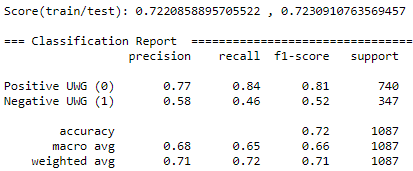 Score(train/test): 0.7220858895705522 , 0.7230910763569457
=== Classification Report ===============================
precision recall f1-score support
Positive UWG (0) 0.77 0.84 0.81 740
Negative UWG (1) 0.58 0.46 0.52 347
accuracy 0.72 1087
macro avg 0.68 0.65 0.66 1087
weighted avg 0.71 0.72 0.71 1087